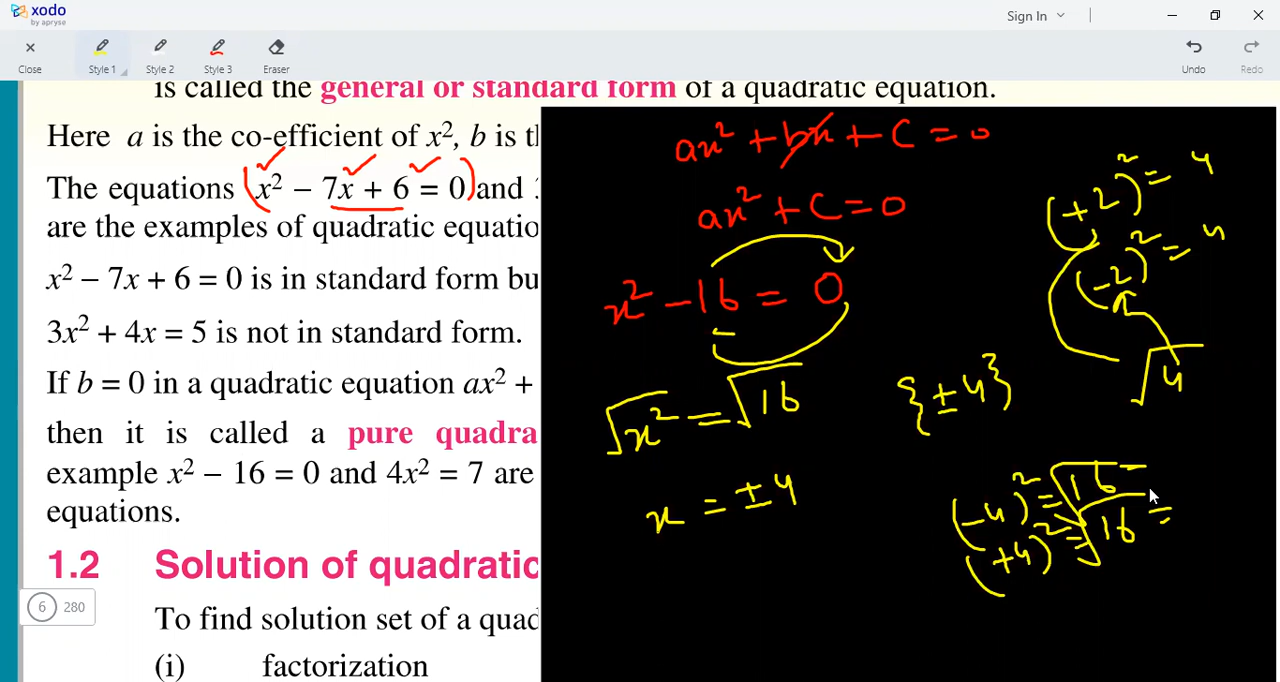 xodo
by apryse
Sign In
Close
Style 1
Style 2
Style 3
Eraser
Undo
Redo
is called the general or standard form of a quadratic equation.
Here a is the co-efficient of x², b is th
The equations (x² − 7x + 6 = 0) and
are the examples of quadratic equatio
x² − 7x + 6 = 0 is in standard form bu
3x² + 4x = 5 is not in standard form.
If b = 0 in a quadratic equation ax² +
then it is called a pure quadra
example x² − 16 = 0 and 4x² = 7 are
equations.
1.2 Solution of quadratic
To find solution set of a quad
(i) factorization
6 280
ax² + bx + C = 0
ax² + C = 0
x² − 16 = 0
√x² = √16
x = ±4
{±4}
(+2)² = 4
(−2)² = 4
√4
(−4)² = √16 =
(+4)² = √16 =